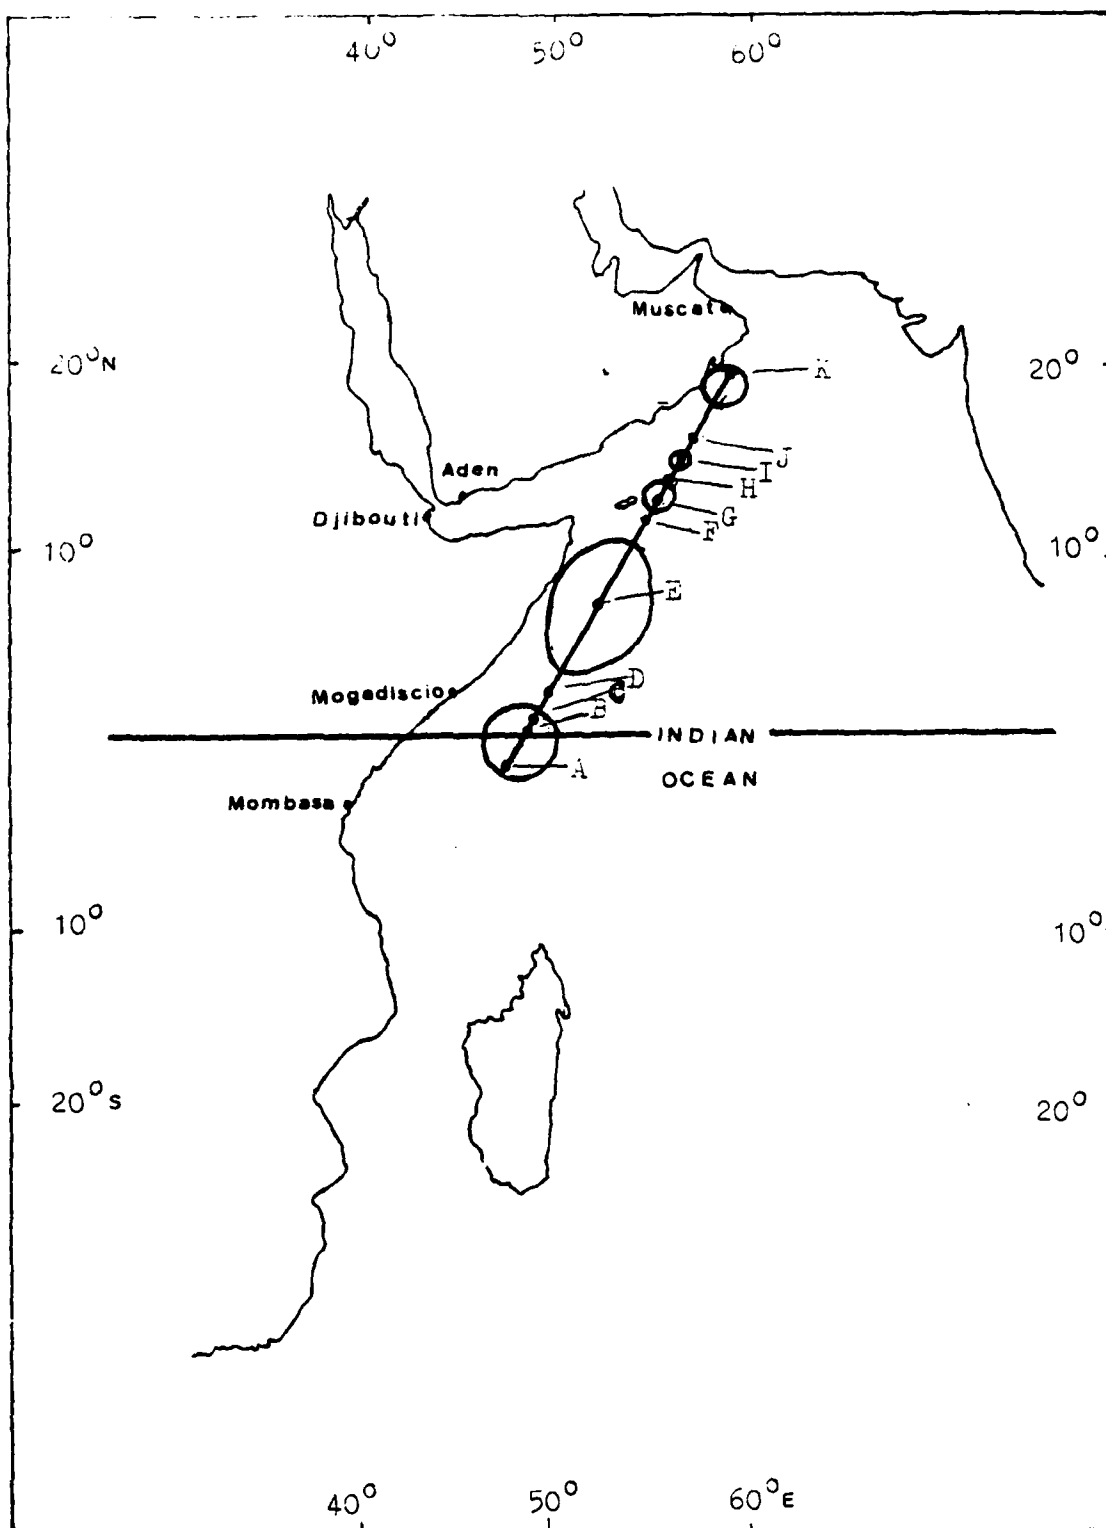 40° 50° 60°
Muscat
20°N 20°
K
J
I
Aden
H
Djibouti G
F
10° 10°
E
D
Mogadiscio C
B
INDIAN
A
OCEAN
Mombasa
10° 10°
20°S 20°
40° 50° 60°E